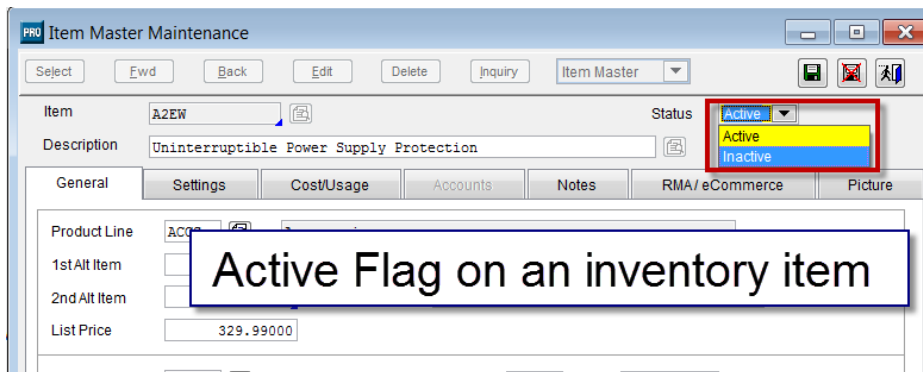 PRO Item Master Maintenance
Select Fwd Back Edit Delete Inquiry Item Master
Item A2EW Status Active
Active
Description Uninterruptible Power Supply Protection
Inactive
General Settings Cost/Usage Accounts Notes RMA / eCommerce Picture
Product Line
Active Flag on an inventory item
1st Alt Item
2nd Alt Item
List Price 329.99000